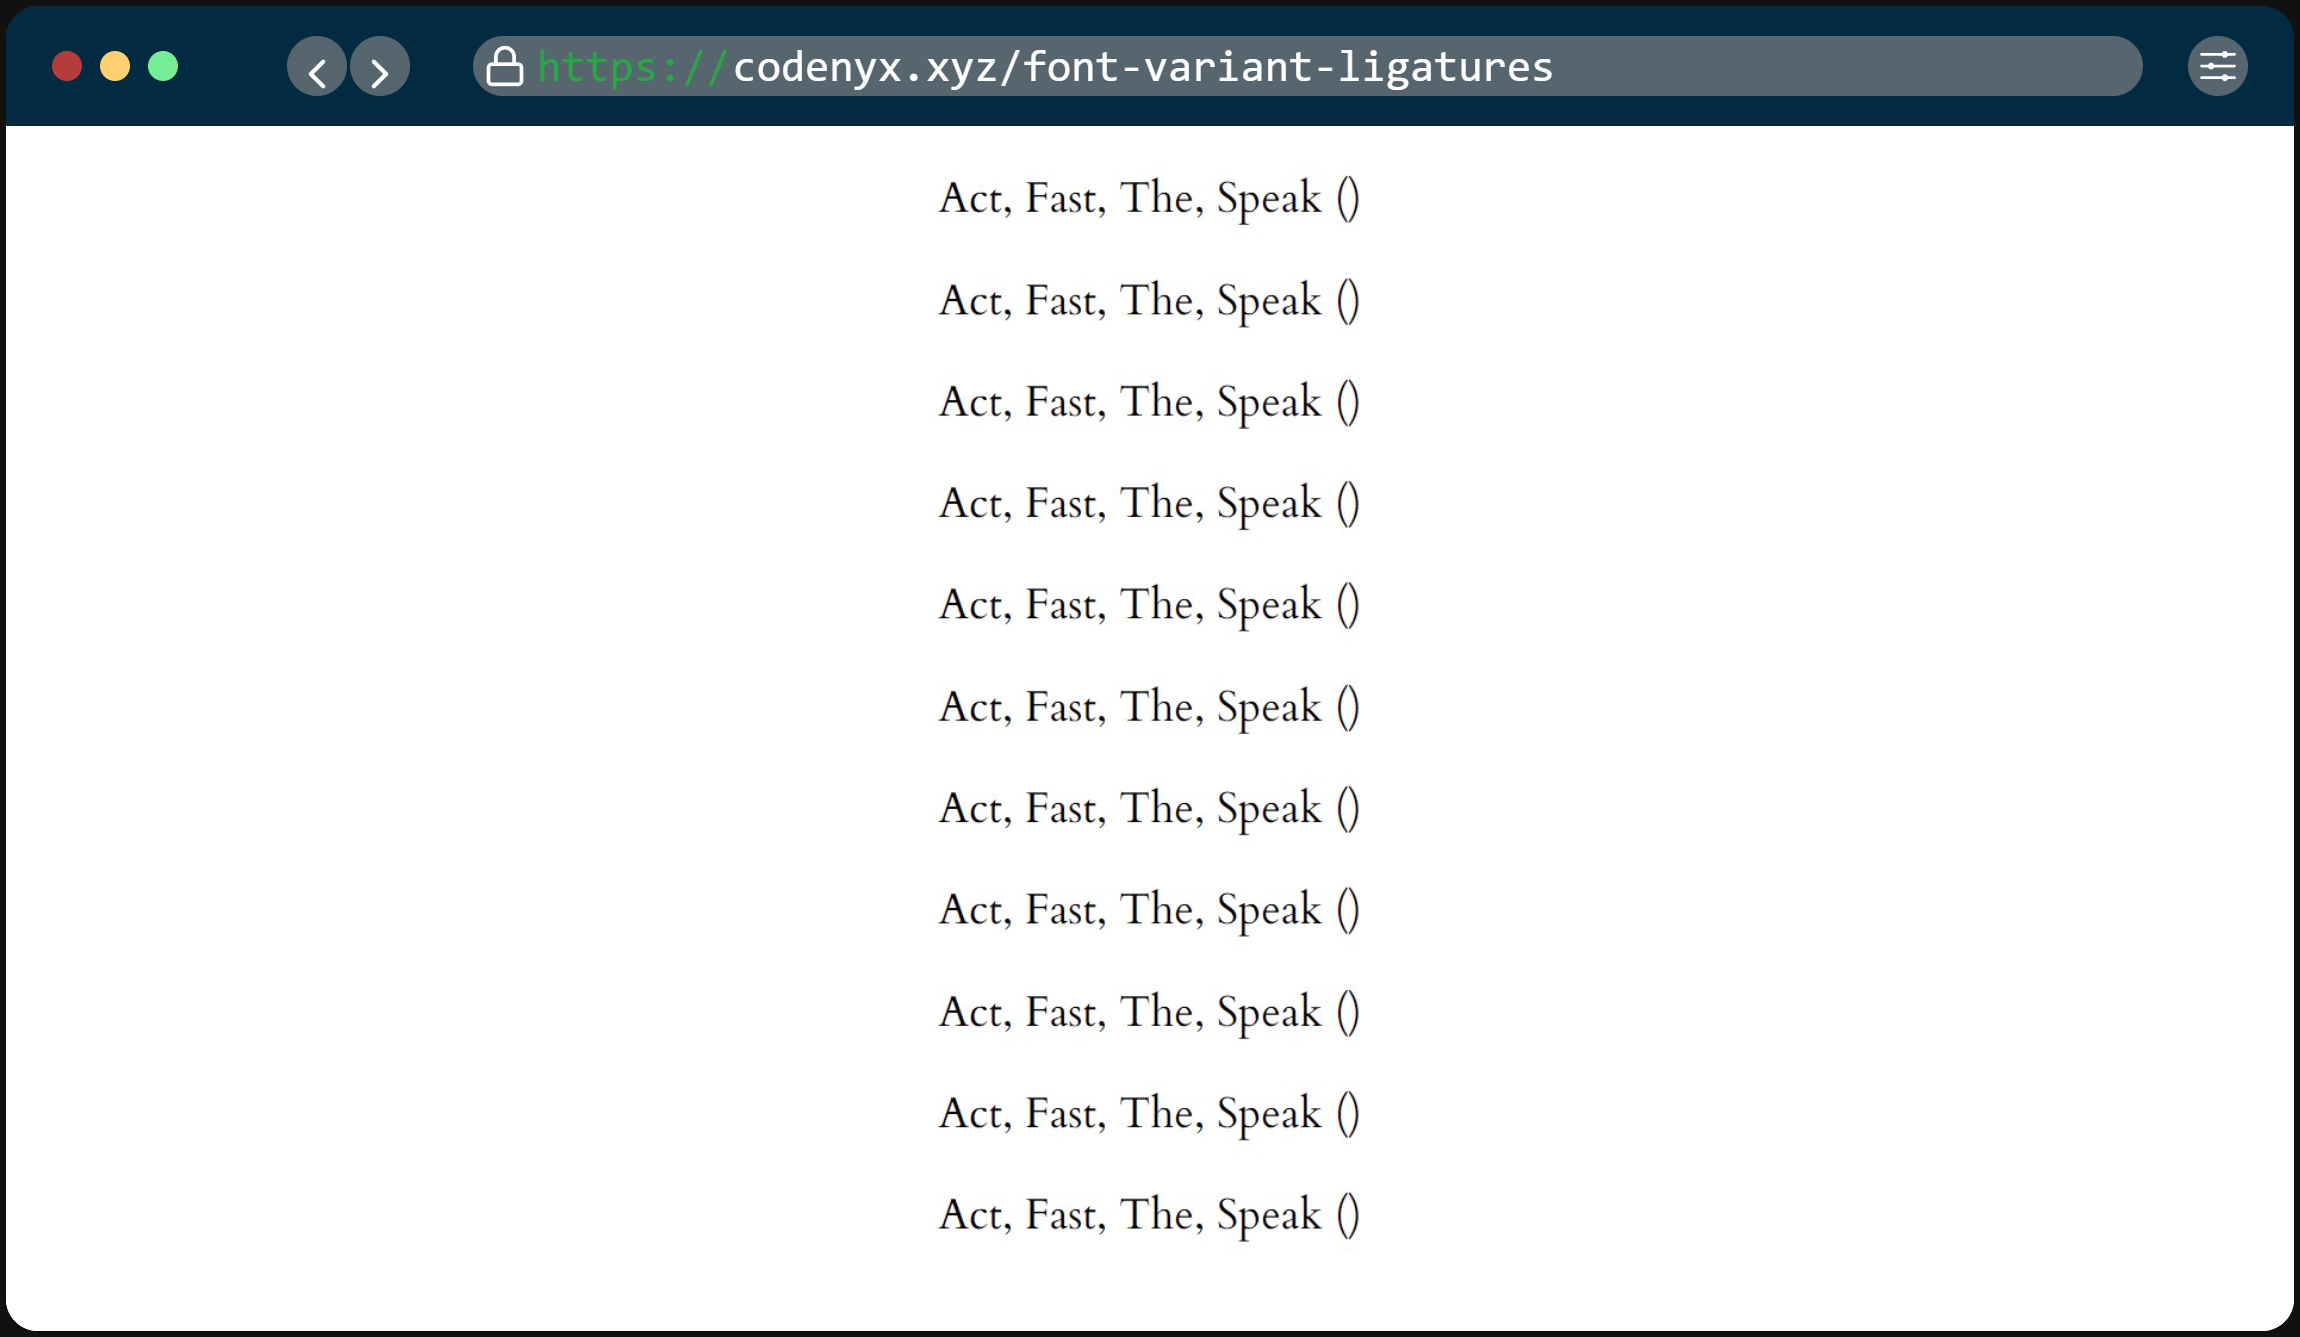 https://codenyx.xyz/font-variant-ligatures
Act, Fast, The, Speak ()
Act, Fast, The, Speak ()
Act, Fast, The, Speak ()
Act, Fast, The, Speak ()
Act, Fast, The, Speak ()
Act, Fast, The, Speak ()
Act, Fast, The, Speak ()
Act, Fast, The, Speak ()
Act, Fast, The, Speak ()
Act, Fast, The, Speak ()
Act, Fast, The, Speak ()